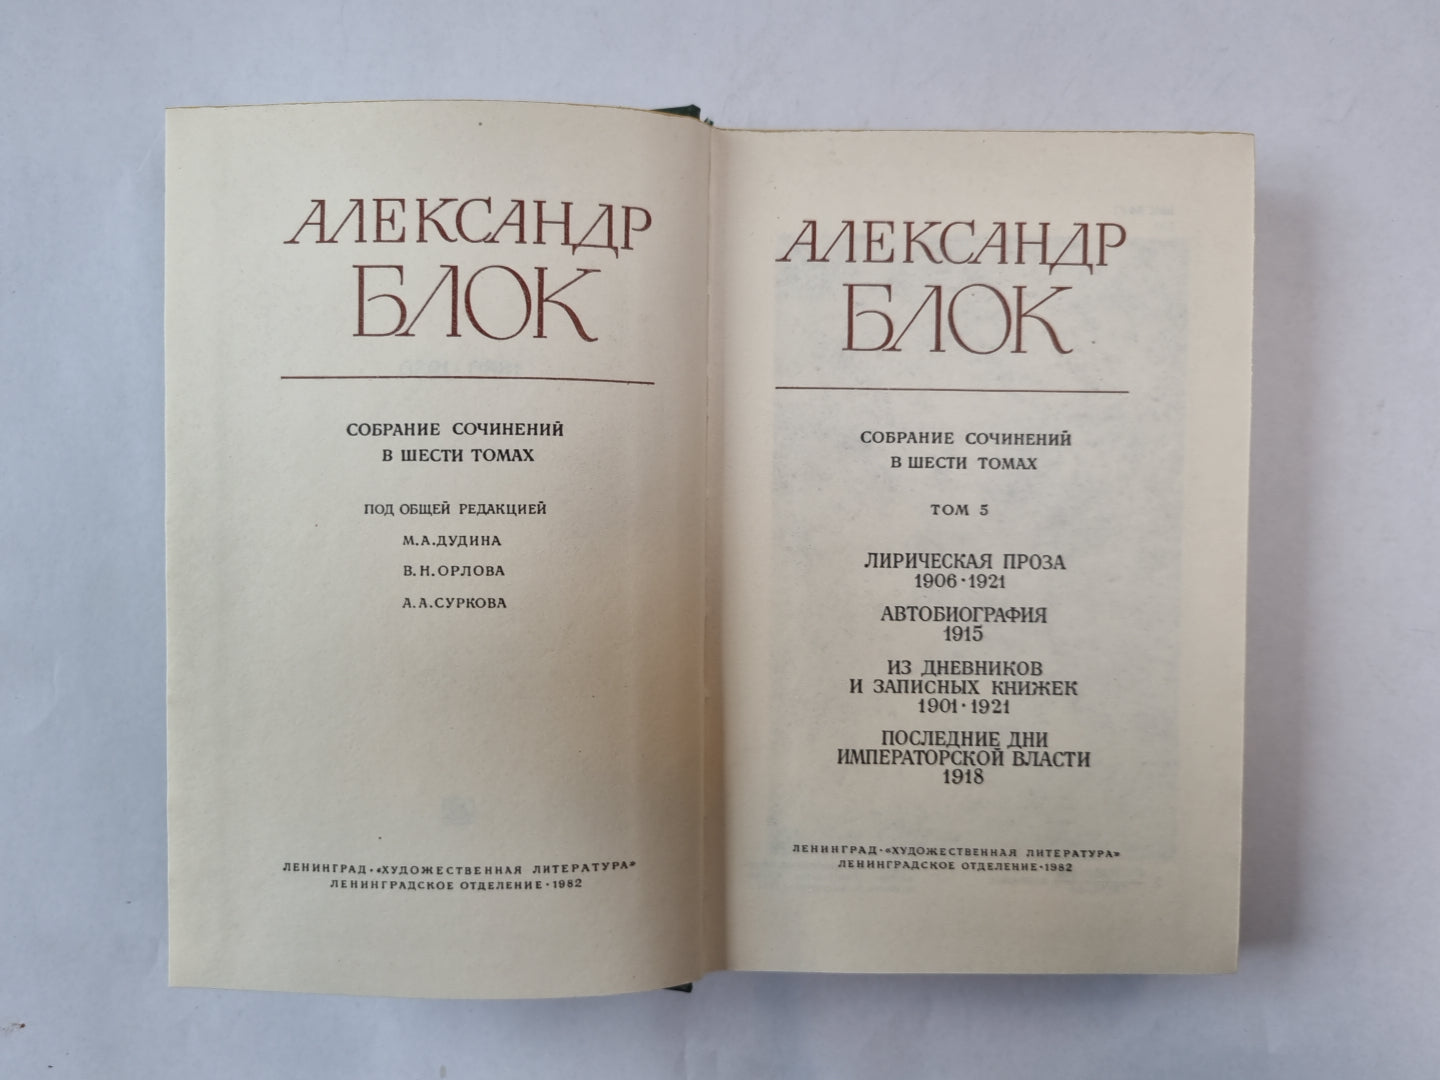 АЛЕКСАНДР
БЛОК
СОБРАНИЕ СОЧИНЕНИЙ
В ШЕСТИ ТОМАХ
ПОД ОБЩЕЙ РЕДАКЦИЕЙ
М.А.ДУДИНА
В.Н.ОРЛОВА
А.А.СУРКОВА
ЛЕНИНГРАД·«ХУДОЖЕСТВЕННАЯ ЛИТЕРАТУРА»
ЛЕНИНГРАДСКОЕ ОТДЕЛЕНИЕ·1982
АЛЕКСАНДР
БЛОК
СОБРАНИЕ СОЧИНЕНИЙ
В ШЕСТИ ТОМАХ
ТОМ 5
ЛИРИЧЕСКАЯ ПРОЗА
1906·1921
АВТОБИОГРАФИЯ
1915
ИЗ ДНЕВНИКОВ
И ЗАПИСНЫХ КНИЖЕК
1901·1921
ПОСЛЕДНИЕ ДНИ
ИМПЕРАТОРСКОЙ ВЛАСТИ
1918
ЛЕНИНГРАД·«ХУДОЖЕСТВЕННАЯ ЛИТЕРАТУРА»
ЛЕНИНГРАДСКОЕ ОТДЕЛЕНИЕ·1982